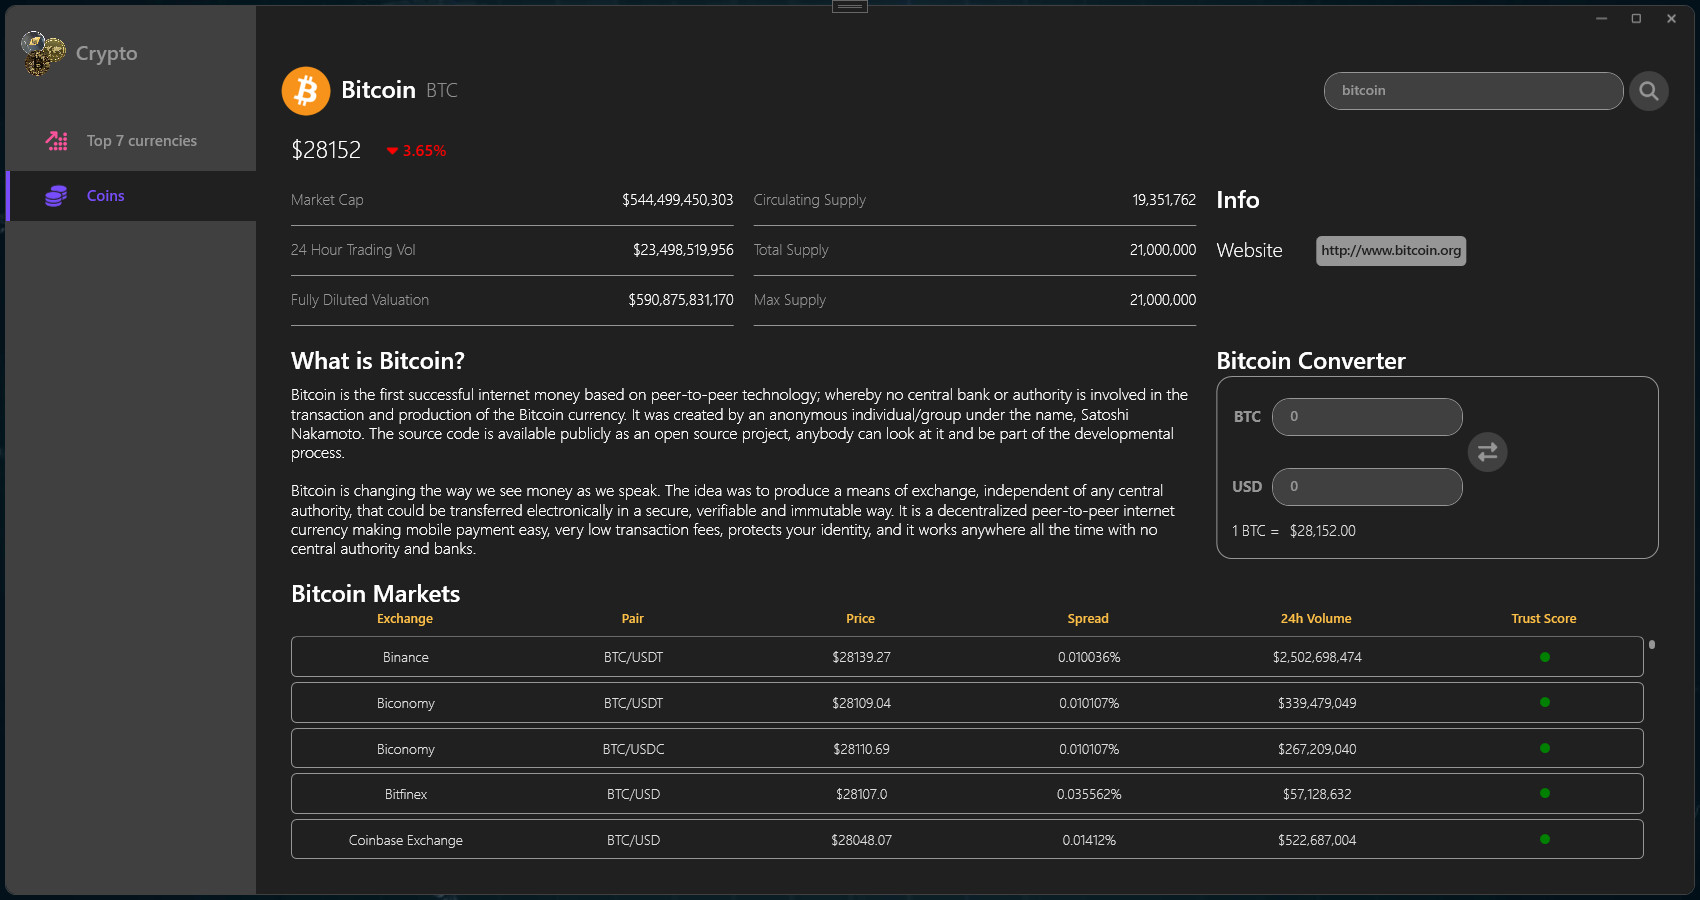 Crypto
Top 7 currencies
Coins
Bitcoin BTC
bitcoin
$28152 3.65%
Market Cap $544,499,450,303 Circulating Supply 19,351,762
24 Hour Trading Vol $23,498,519,956 Total Supply 21,000,000
Fully Diluted Valuation $590,875,831,170 Max Supply 21,000,000
Info
Website http://www.bitcoin.org
What is Bitcoin?
Bitcoin is the first successful internet money based on peer-to-peer technology; whereby no central bank or authority is involved in the
transaction and production of the Bitcoin currency. It was created by an anonymous individual/group under the name, Satoshi
Nakamoto. The source code is available publicly as an open source project, anybody can look at it and be part of the developmental
process.
Bitcoin is changing the way we see money as we speak. The idea was to produce a means of exchange, independent of any central
authority, that could be transferred electronically in a secure, verifiable and immutable way. It is a decentralized peer-to-peer internet
currency making mobile payment easy, very low transaction fees, protects your identity, and it works anywhere all the time with no
central authority and banks.
Bitcoin Converter
BTC 0
USD 0
1 BTC = $28,152.00
Bitcoin Markets
Exchange Pair Price Spread 24h Volume Trust Score
Binance BTC/USDT $28139.27 0.010036% $2,502,698,474
Biconomy BTC/USDT $28109.04 0.010107% $339,479,049
Biconomy BTC/USDC $28110.69 0.010107% $267,209,040
Bitfinex BTC/USD $28107.0 0.035562% $57,128,632
Coinbase Exchange BTC/USD $28048.07 0.01412% $522,687,004